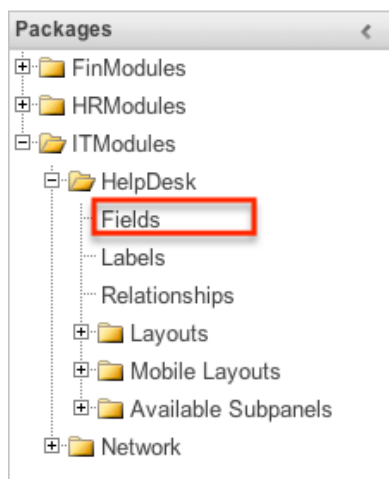 Packages
FinModules
HRModules
ITModules
HelpDesk
Fields
Labels
Relationships
Layouts
Mobile Layouts
Available Subpanels
Network